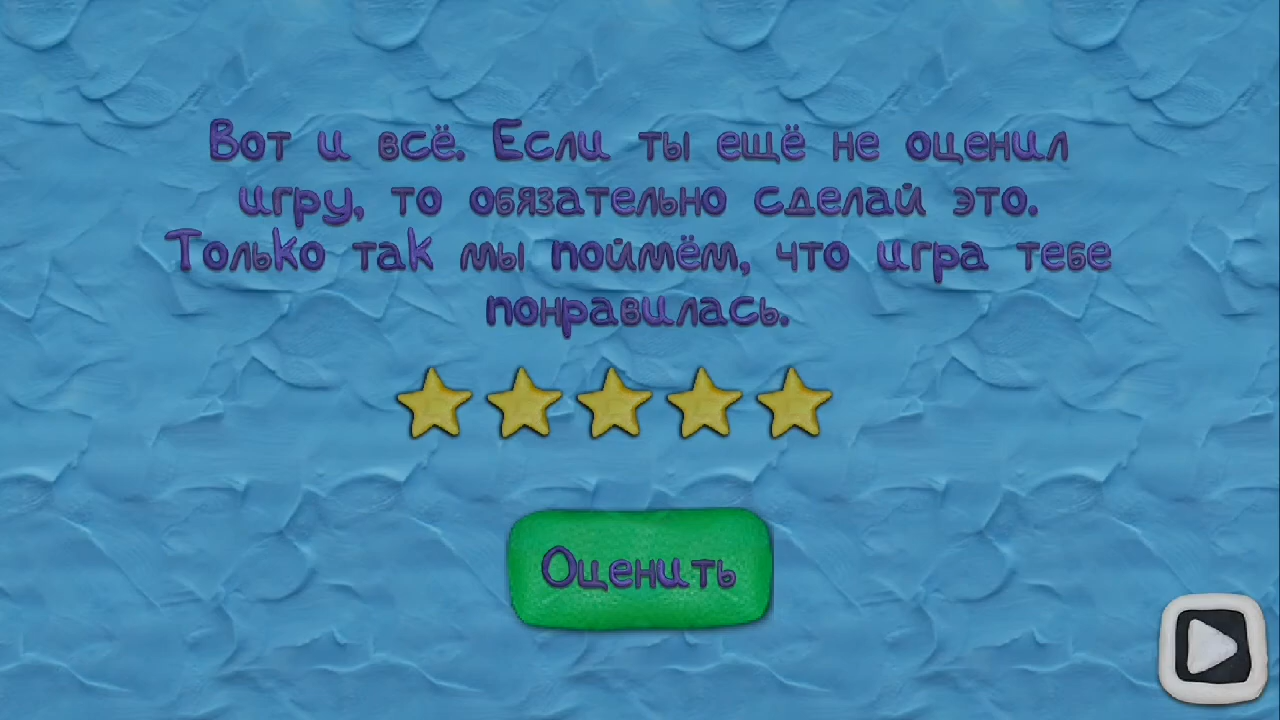 Вот и всё. Если ты ещё не оценил
игру, то обязательно сделай это.
Только так мы поймём, что игра тебе
понравилась.
Оценить